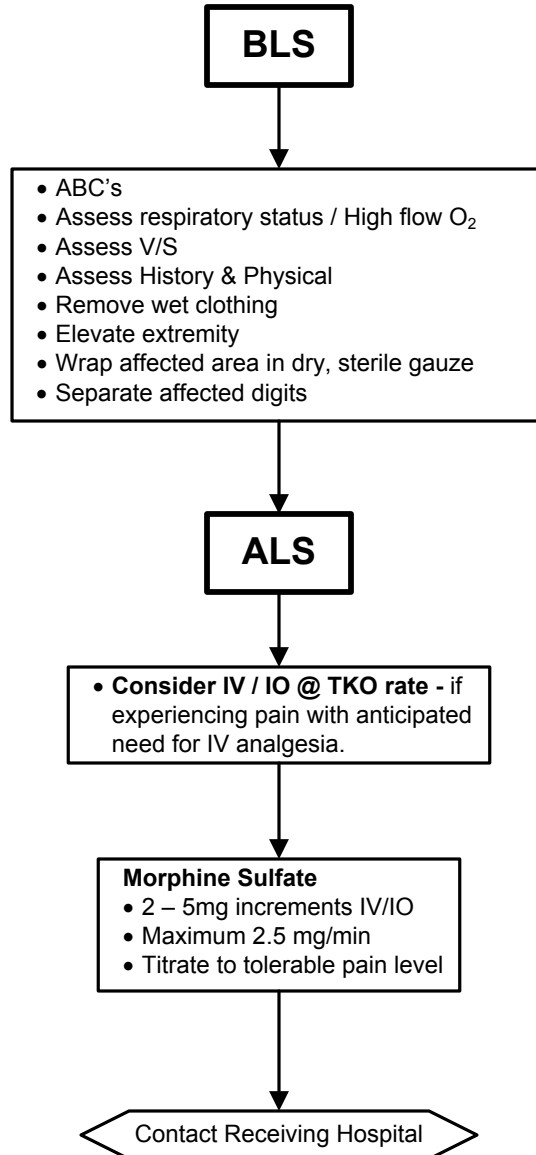 BLS
• ABC's
• Assess respiratory status / High flow O₂
• Assess V/S
• Assess History & Physical
• Remove wet clothing
• Elevate extremity
• Wrap affected area in dry, sterile gauze
• Separate affected digits
ALS
• Consider IV / IO @ TKO rate - if
experiencing pain with anticipated
need for IV analgesia.
Morphine Sulfate
• 2 – 5mg increments IV/IO
• Maximum 2.5 mg/min
• Titrate to tolerable pain level
Contact Receiving Hospital